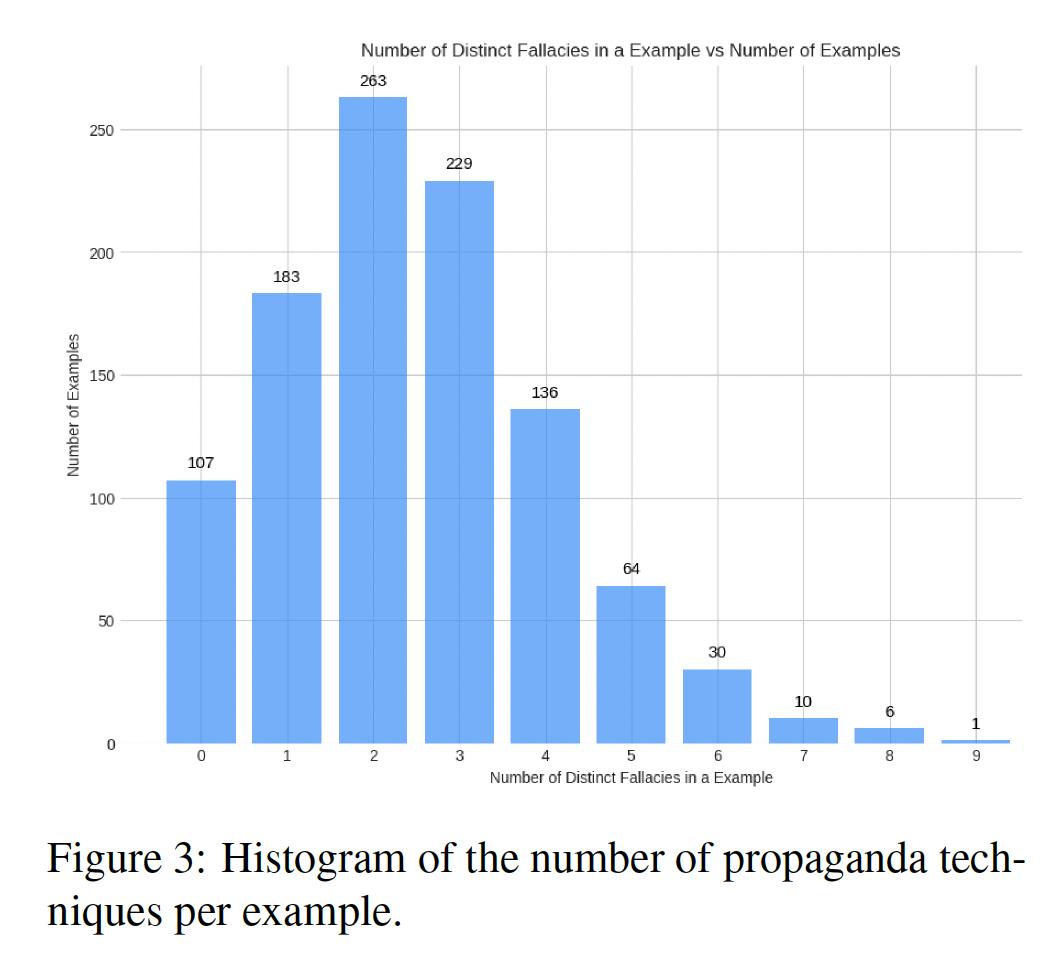 Number of Distinct Fallacies in a Example vs Number of Examples
263
250
229
200
183
150
136
107
100
64
50
30
10
6
1
0
0 1 2 3 4 5 6 7 8 9
Number of Examples
Number of Distinct Fallacies in a Example
Figure 3: Histogram of the number of propaganda tech-
niques per example.